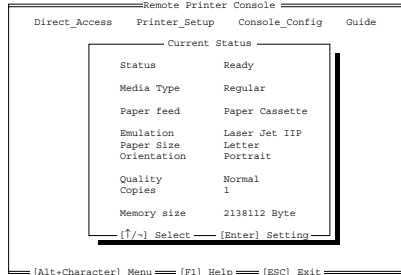 Remote Printer Console
Direct_Access Printer_Setup Console_Config Guide
Current Status
Status Ready
Media Type Regular
Paper feed Paper Cassette
Emulation Laser Jet IIP
Paper Size Letter
Orientation Portrait
Quality Normal
Copies 1
Memory size 2138112 Byte
[↑/¬] Select [Enter] Setting
[Alt+Character] Menu [F1] Help [ESC] Exit